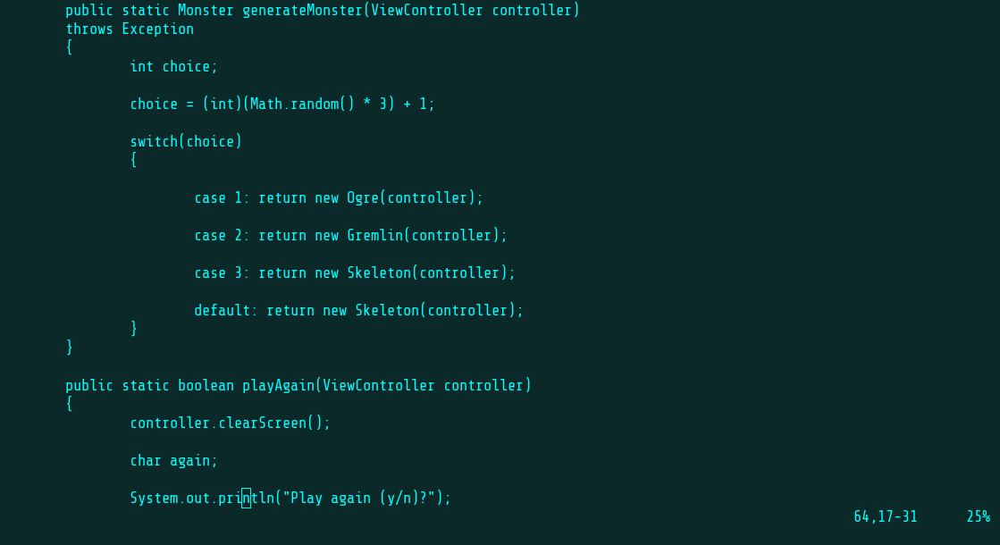 public static Monster generateMonster(ViewController controller)
throws Exception
{
int choice;
choice = (int)(Math.random() * 3) + 1;
switch(choice)
{
case 1: return new Ogre(controller);
case 2: return new Gremlin(controller);
case 3: return new Skeleton(controller);
default: return new Skeleton(controller);
}
}
public static boolean playAgain(ViewController controller)
{
controller.clearScreen();
char again;
System.out.println("Play again (y/n)?");
64,17-31 25%